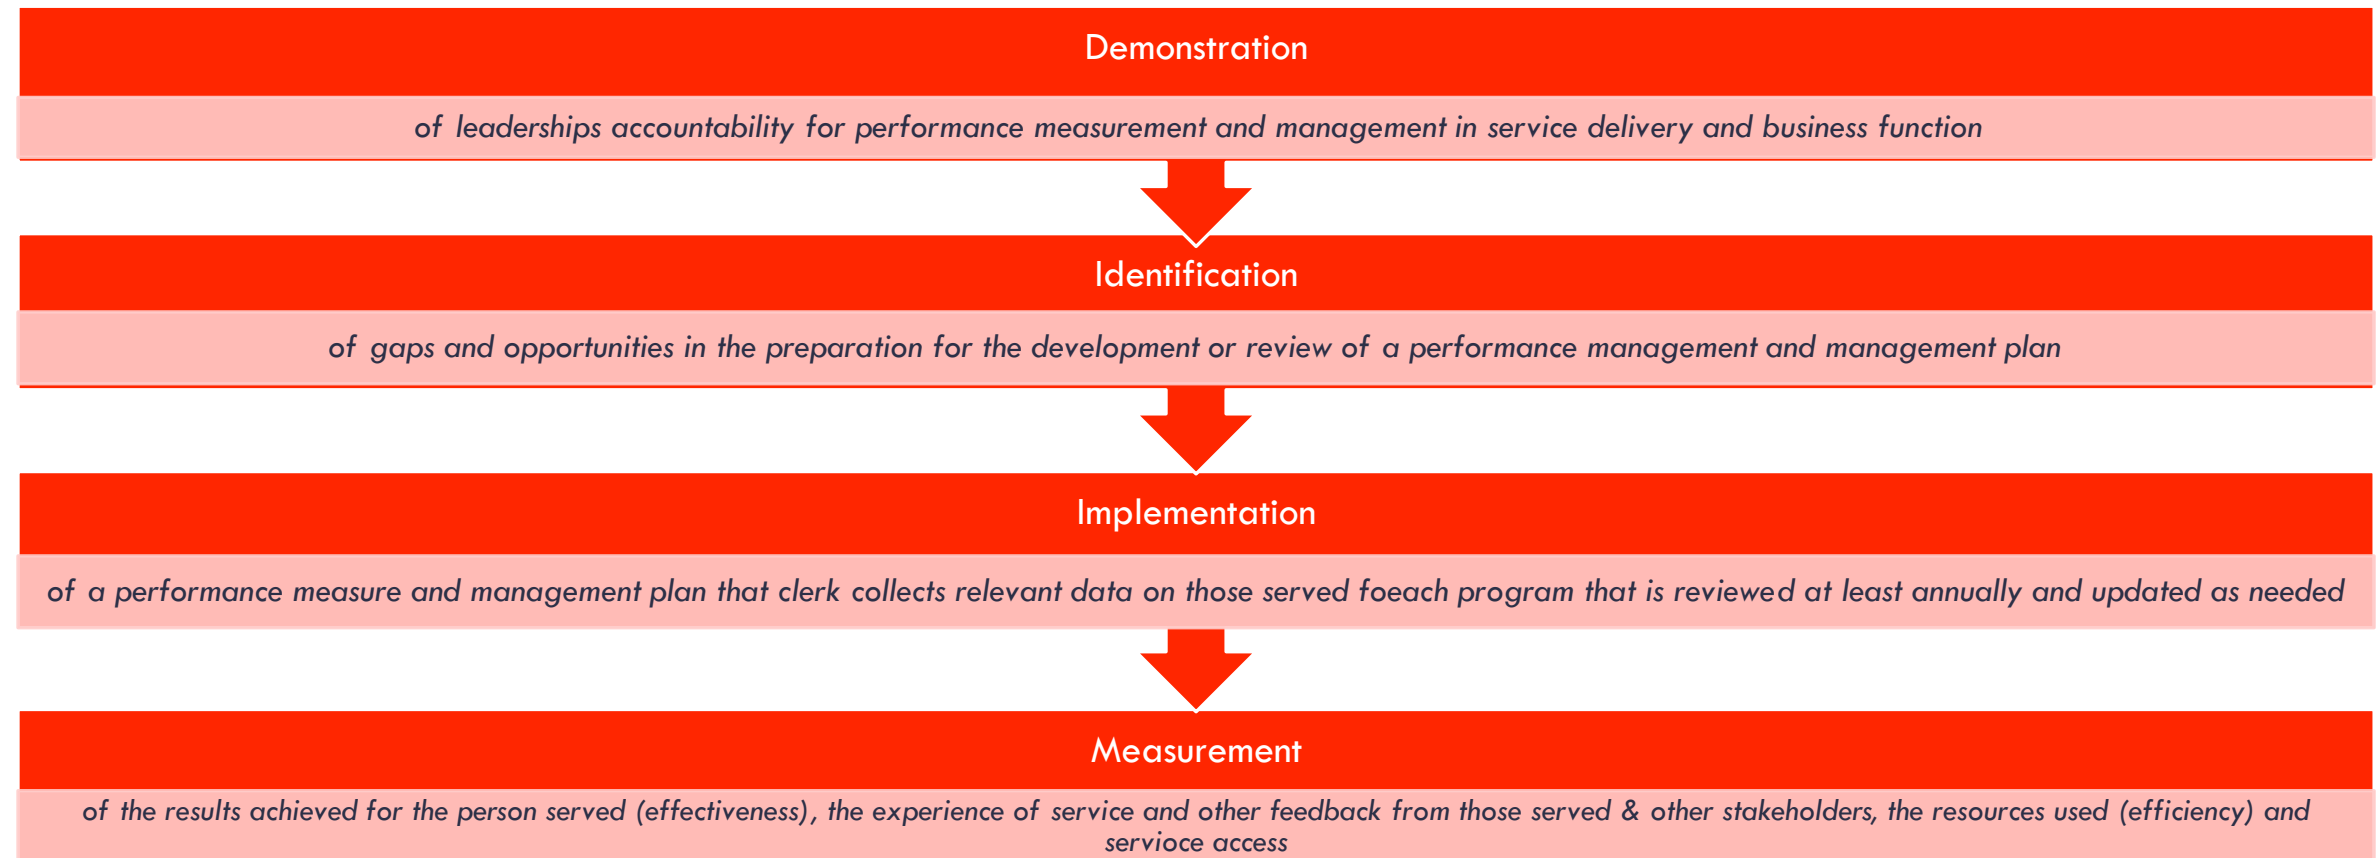 Demonstration
of leaderships accountability for performance measurement and management in service delivery and business function
Identification
of gaps and opportunities in the preparation for the development or review of a performance management and management plan
Implementation
of a performance measure and management plan that clerk collects relevant data on those served foeach program that is reviewed at least annually and updated as needed
Measurement
of the results achieved for the person served (effectiveness), the experience of service and other feedback from those served & other stakeholders, the resources used (efficiency) and
servioce access